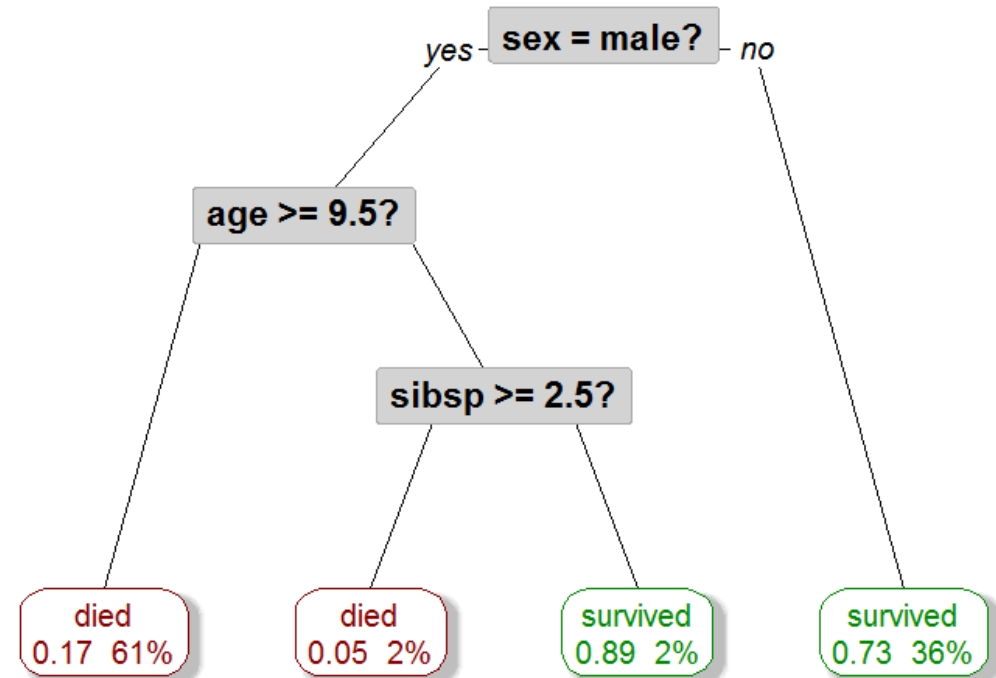 yes sex = male? no
age >= 9.5?
sibsp >= 2.5?
died died survived survived
0.17 61% 0.05 2% 0.89 2% 0.73 36%